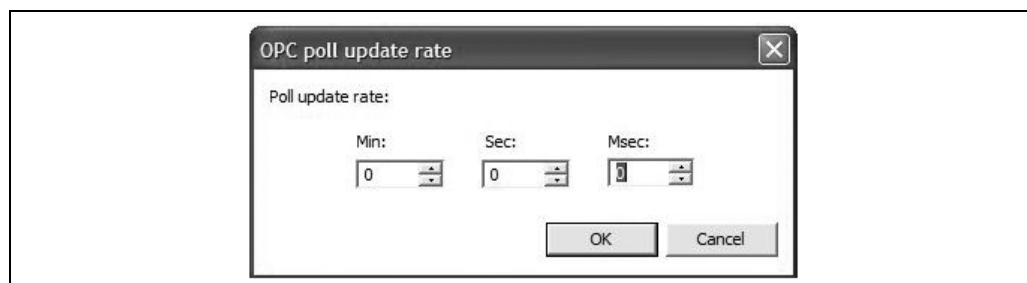 OPC poll update rate
Poll update rate:
Min: Sec: Msec:
0 0 0
OK Cancel